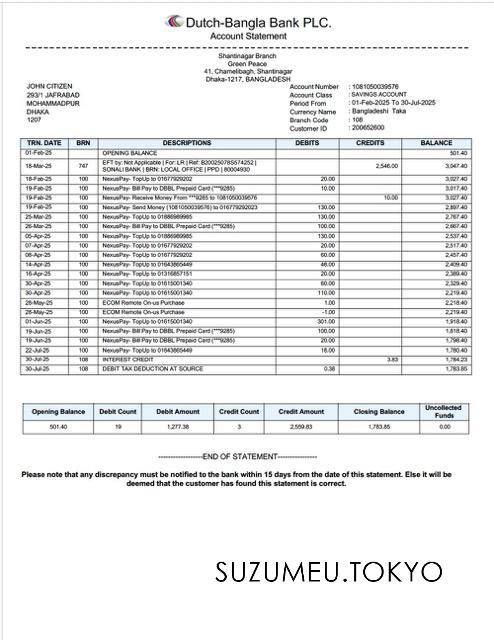 Dutch-Bangla Bank PLC.
Account Statement
Shantinagar Branch
Green Peace
41, Chamelibagh, Shantinagar
Dhaka-1217, BANGLADESH
JOHN CITIZEN
293/1 JAFRABAD
MOHAMMADPUR
DHAKA
1207
Account Number : 1081050039576
Account Class : SAVINGS ACCOUNT
Period From : 01-Feb-2025 To 30-Jul-2025
Currency Name : Bangladeshi Taka
Branch Code : 108
Customer ID : 200652600
TRN. DATE BRN DESCRIPTIONS DEBITS CREDITS BALANCE
01-Feb-25 OPENING BALANCE 501.40
18-Mar-25 747 EFT by: Not Applicable | For: LR | Ref: B20025078S574252 | SONALI BANK | BRN: LOCAL OFFICE | PPD | 80004930 2,546.00 3,047.40
18-Feb-25 100 NexusPay- TopUp to 01677929202 20.00 3,027.40
19-Feb-25 100 NexusPay- Bill Pay to DBBL Prepaid Card (***9285) 10.00 3,017.40
19-Feb-25 100 NexusPay- Receive Money From ***9285 to 1081050039576 10.00 3,027.40
19-Feb-25 100 NexusPay- Send Money (1081050039576) to 016779292023 130.00 2,897.40
25-Mar-25 100 NexusPay- TopUp to 01886989985 130.00 2,767.40
26-Mar-25 100 NexusPay- Bill Pay to DBBL Prepaid Card (***9285) 100.00 2,667.40
05-Apr-25 100 NexusPay- TopUp to 01886989985 130.00 2,537.40
07-Apr-25 100 NexusPay- TopUp to 01677929202 20.00 2,517.40
08-Apr-25 100 NexusPay- TopUp to 01677929202 60.00 2,457.40
14-Apr-25 100 NexusPay- TopUp to 01643865449 48.00 2,409.40
16-Apr-25 100 NexusPay- TopUp to 01316857151 20.00 2,389.40
30-Apr-25 100 NexusPay- TopUp to 01615001340 60.00 2,329.40
30-Apr-25 100 NexusPay- TopUp to 01615001340 110.00 2,219.40
28-May-25 100 ECOM Remote On-us Purchase 1.00 2,218.40
28-May-25 100 ECOM Remote On-us Purchase -1.00 2,219.40
01-Jun-25 100 NexusPay- TopUp to 01615001340 301.00 1,918.40
19-Jun-25 100 NexusPay- Bill Pay to DBBL Prepaid Card (***9285) 100.00 1,818.40
19-Jun-25 100 NexusPay- Bill Pay to DBBL Prepaid Card (***9285) 20.00 1,798.40
22-Jul-25 100 NexusPay- TopUp to 01643865449 18.00 1,780.40
30-Jul-25 108 INTEREST CREDIT 3.83 1,784.23
30-Jul-25 108 DEBIT TAX DEDUCTION AT SOURCE 0.38 1,783.85
Opening Balance Debit Count Debit Amount Credit Count Credit Amount Closing Balance Uncollected Funds
501.40 19 1,277.38 3 2,559.83 1,783.85 0.00
------------------END OF STATEMENT----------------
Please note that any discrepancy must be notified to the bank within 15 days from the date of this statement. Else it will be
deemed that the customer has found this statement is correct.
SUZUMEU.TOKYO